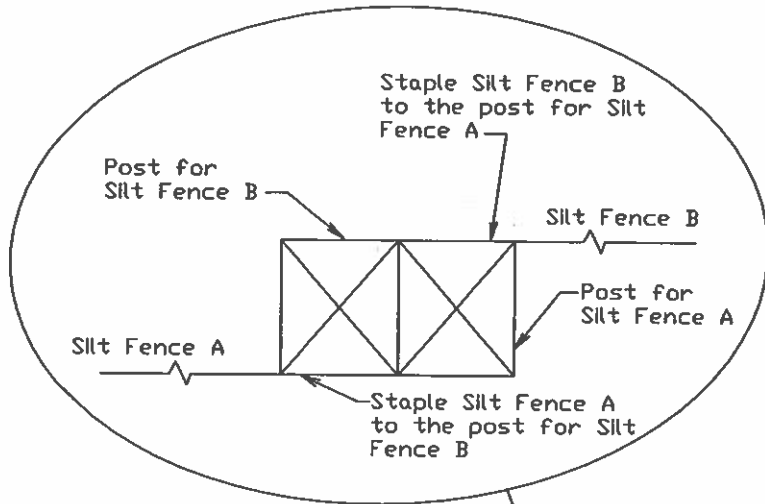 Staple Silt Fence B
to the post for Silt
Fence A
Post for
Silt Fence B
Silt Fence B
Post for
Silt Fence A
Silt Fence A
Staple Silt Fence A
to the post for Silt
Fence B